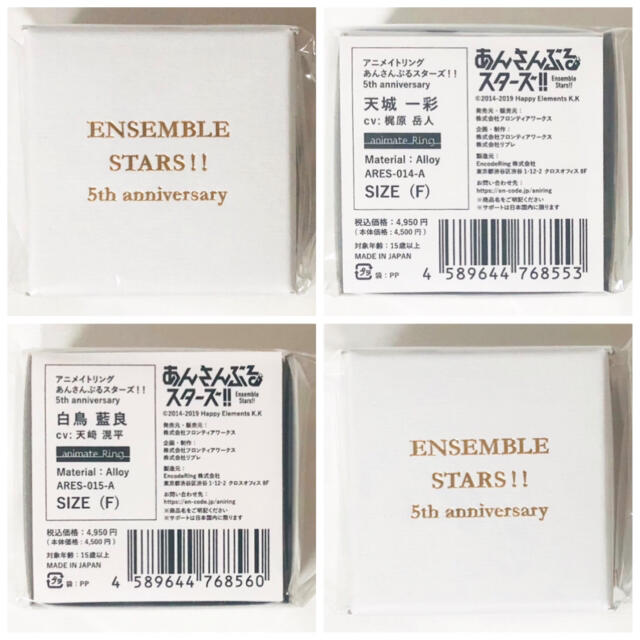 ENSEMBLE
STARS!!
5th anniversary
アニメイトリング
あんさんぶるスターズ!!
5th anniversary
天城 一彩
cv: 梶原 岳人
animate Ring
Material : Alloy
ARES-014-A
SIZE (F)
税込価格:4,950円
(本体価格:4,500円)
対象年齢:15歳以上
MADE IN JAPAN
プラ 袋:PP
あんさんぶる
スターズ!!
Ensemble
Stars!!
©2014-2019 Happy Elements K.K
発売元・販売元:
株式会社フロンティアワークス
企画・制作:
株式会社フロンティアワークス
株式会社リブレ
製造元:
EncodeRing 株式会社
東京都渋谷区渋谷 1-12-2 クロスオフィス 8F
お問い合わせ先:
https://en-code.jp/aniring
※商品名をご明記ください
※サポートは日本国内に限ります
4 589644 768553
アニメイトリング
あんさんぶるスターズ!!
5th anniversary
白鳥 藍良
cv: 天﨑 滉平
animate Ring
Material : Alloy
ARES-015-A
SIZE (F)
税込価格:4,950円
(本体価格:4,500円)
対象年齢:15歳以上
MADE IN JAPAN
プラ 袋:PP
あんさんぶる
スターズ!!
Ensemble
Stars!!
©2014-2019 Happy Elements K.K
発売元・販売元:
株式会社フロンティアワークス
企画・制作:
株式会社フロンティアワークス
株式会社リブレ
製造元:
EncodeRing 株式会社
東京都渋谷区渋谷 1-12-2 クロスオフィス 8F
お問い合わせ先:
https://en-code.jp/aniring
※商品名をご明記ください
※サポートは日本国内に限ります
4 589644 768560
ENSEMBLE
STARS!!
5th anniversary